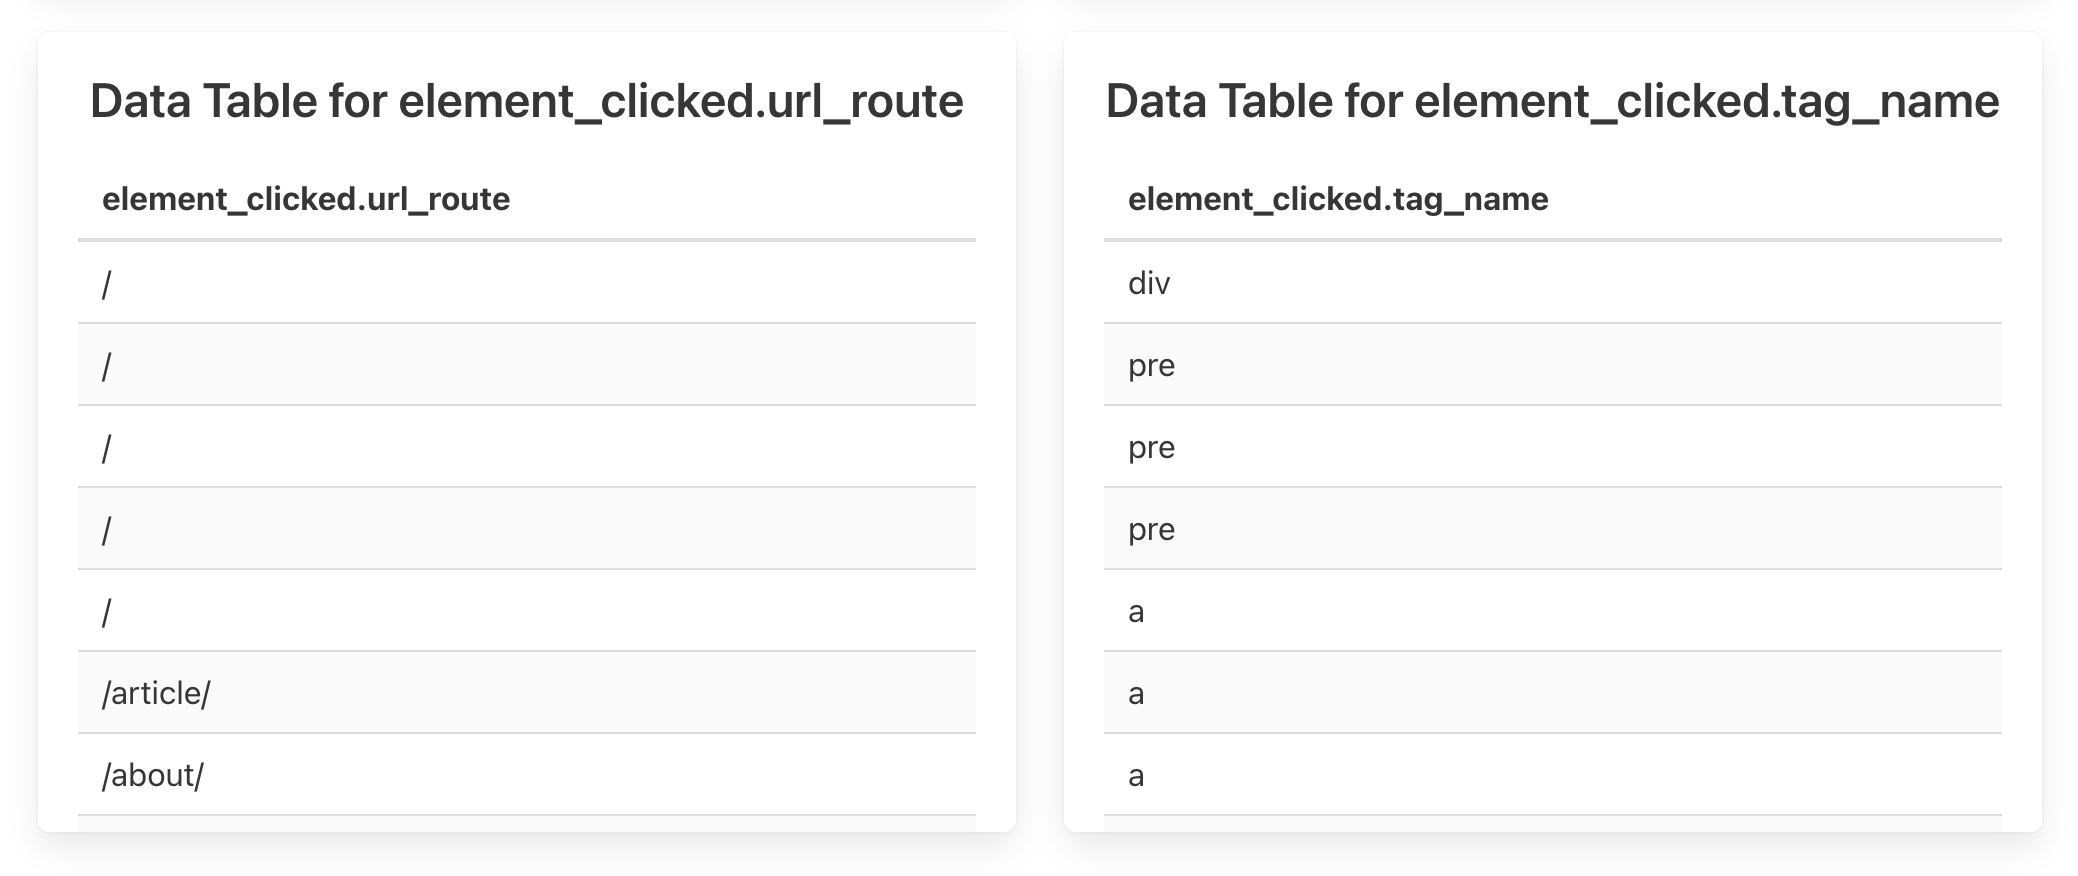 Data Table for element_clicked.url_route
element_clicked.url_route
/
/
/
/
/
/article/
/about/
Data Table for element_clicked.tag_name
element_clicked.tag_name
div
pre
pre
pre
a
a
a